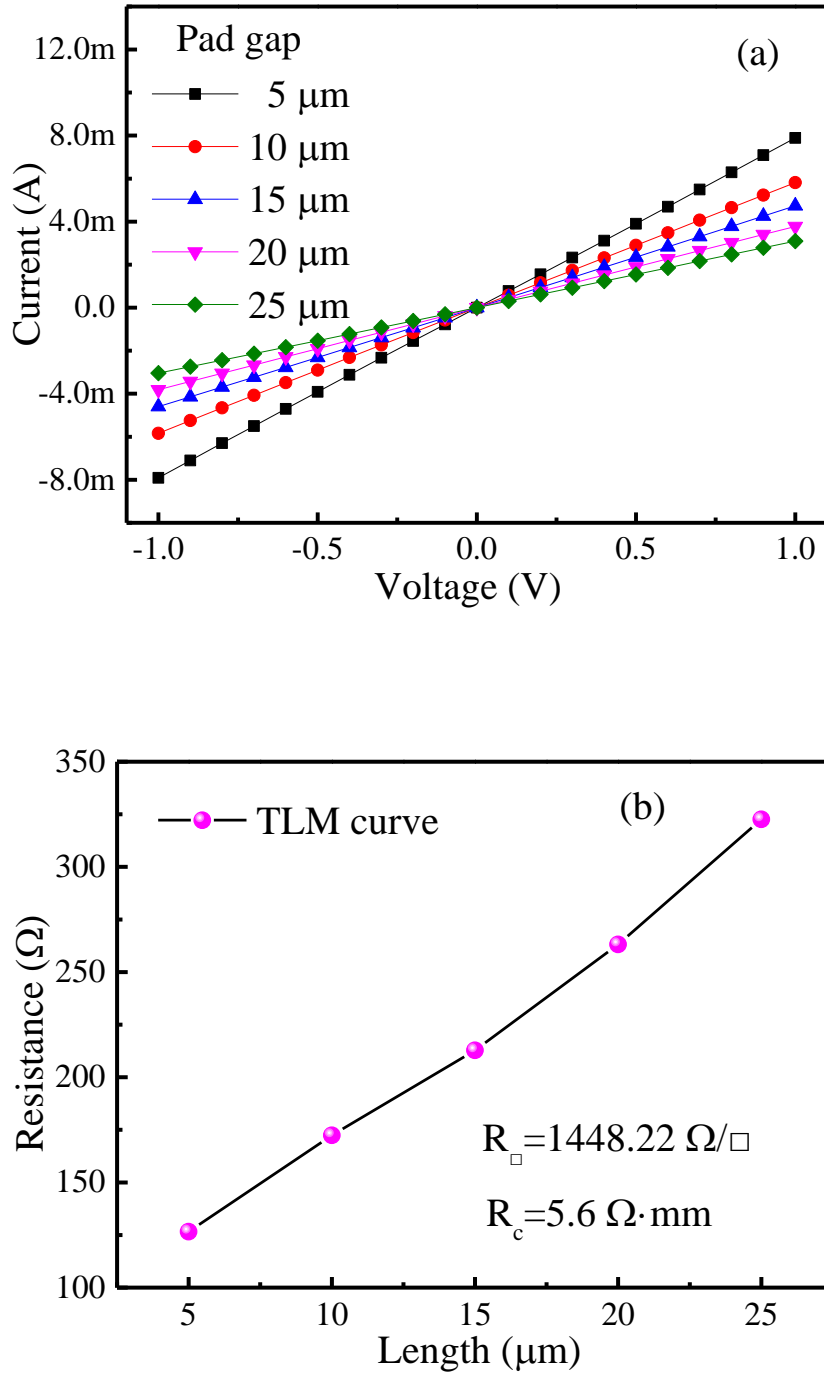 Pad gap
(a)
5 μm
10 μm
15 μm
20 μm
25 μm
12.0m
8.0m
4.0m
0.0
-4.0m
-8.0m
Current (A)
-1.0 -0.5 0.0 0.5 1.0
Voltage (V)
TLM curve
(b)
350
300
250
200
150
100
Resistance (Ω)
R□=1448.22 Ω/□
Rc=5.6 Ω·mm
5 10 15 20 25
Length (μm)